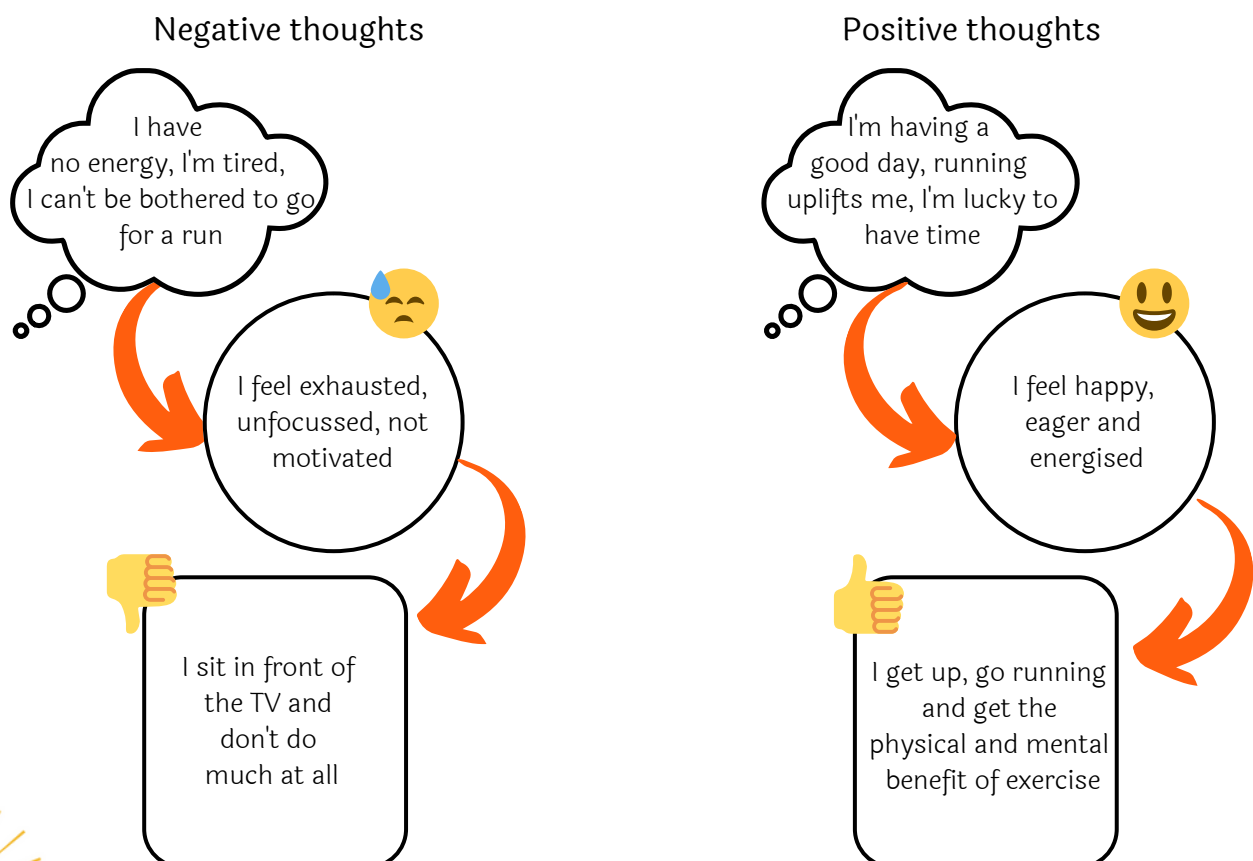 Negative thoughts
I have
no energy, I'm tired,
I can't be bothered to go
for a run
I feel exhausted,
unfocussed, not
motivated
I sit in front of
the TV and
don't do
much at all
Positive thoughts
I'm having a
good day, running
uplifts me, I'm lucky to
have time
I feel happy,
eager and
energised
I get up, go running
and get the
physical and mental
benefit of exercise